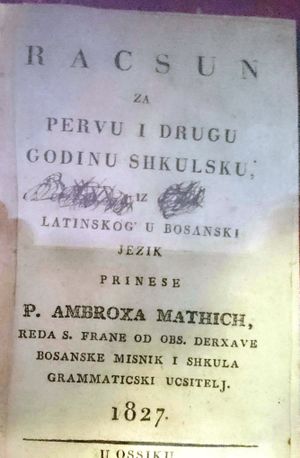 RACSUN
ZA
PERVU I DRUGU
GODINU SHKULSKU,
IZ
LATINSKOG' U BOSANSKI
JEZIK
PRINESE
P. AMBROXA MATHICH,
REDA S. FRANE OD OBS. DERXAVE
BOSANSKE MISNIK I SHKULA
GRAMMATICSKI UCSITELJ.
1827.
U OSSIKU